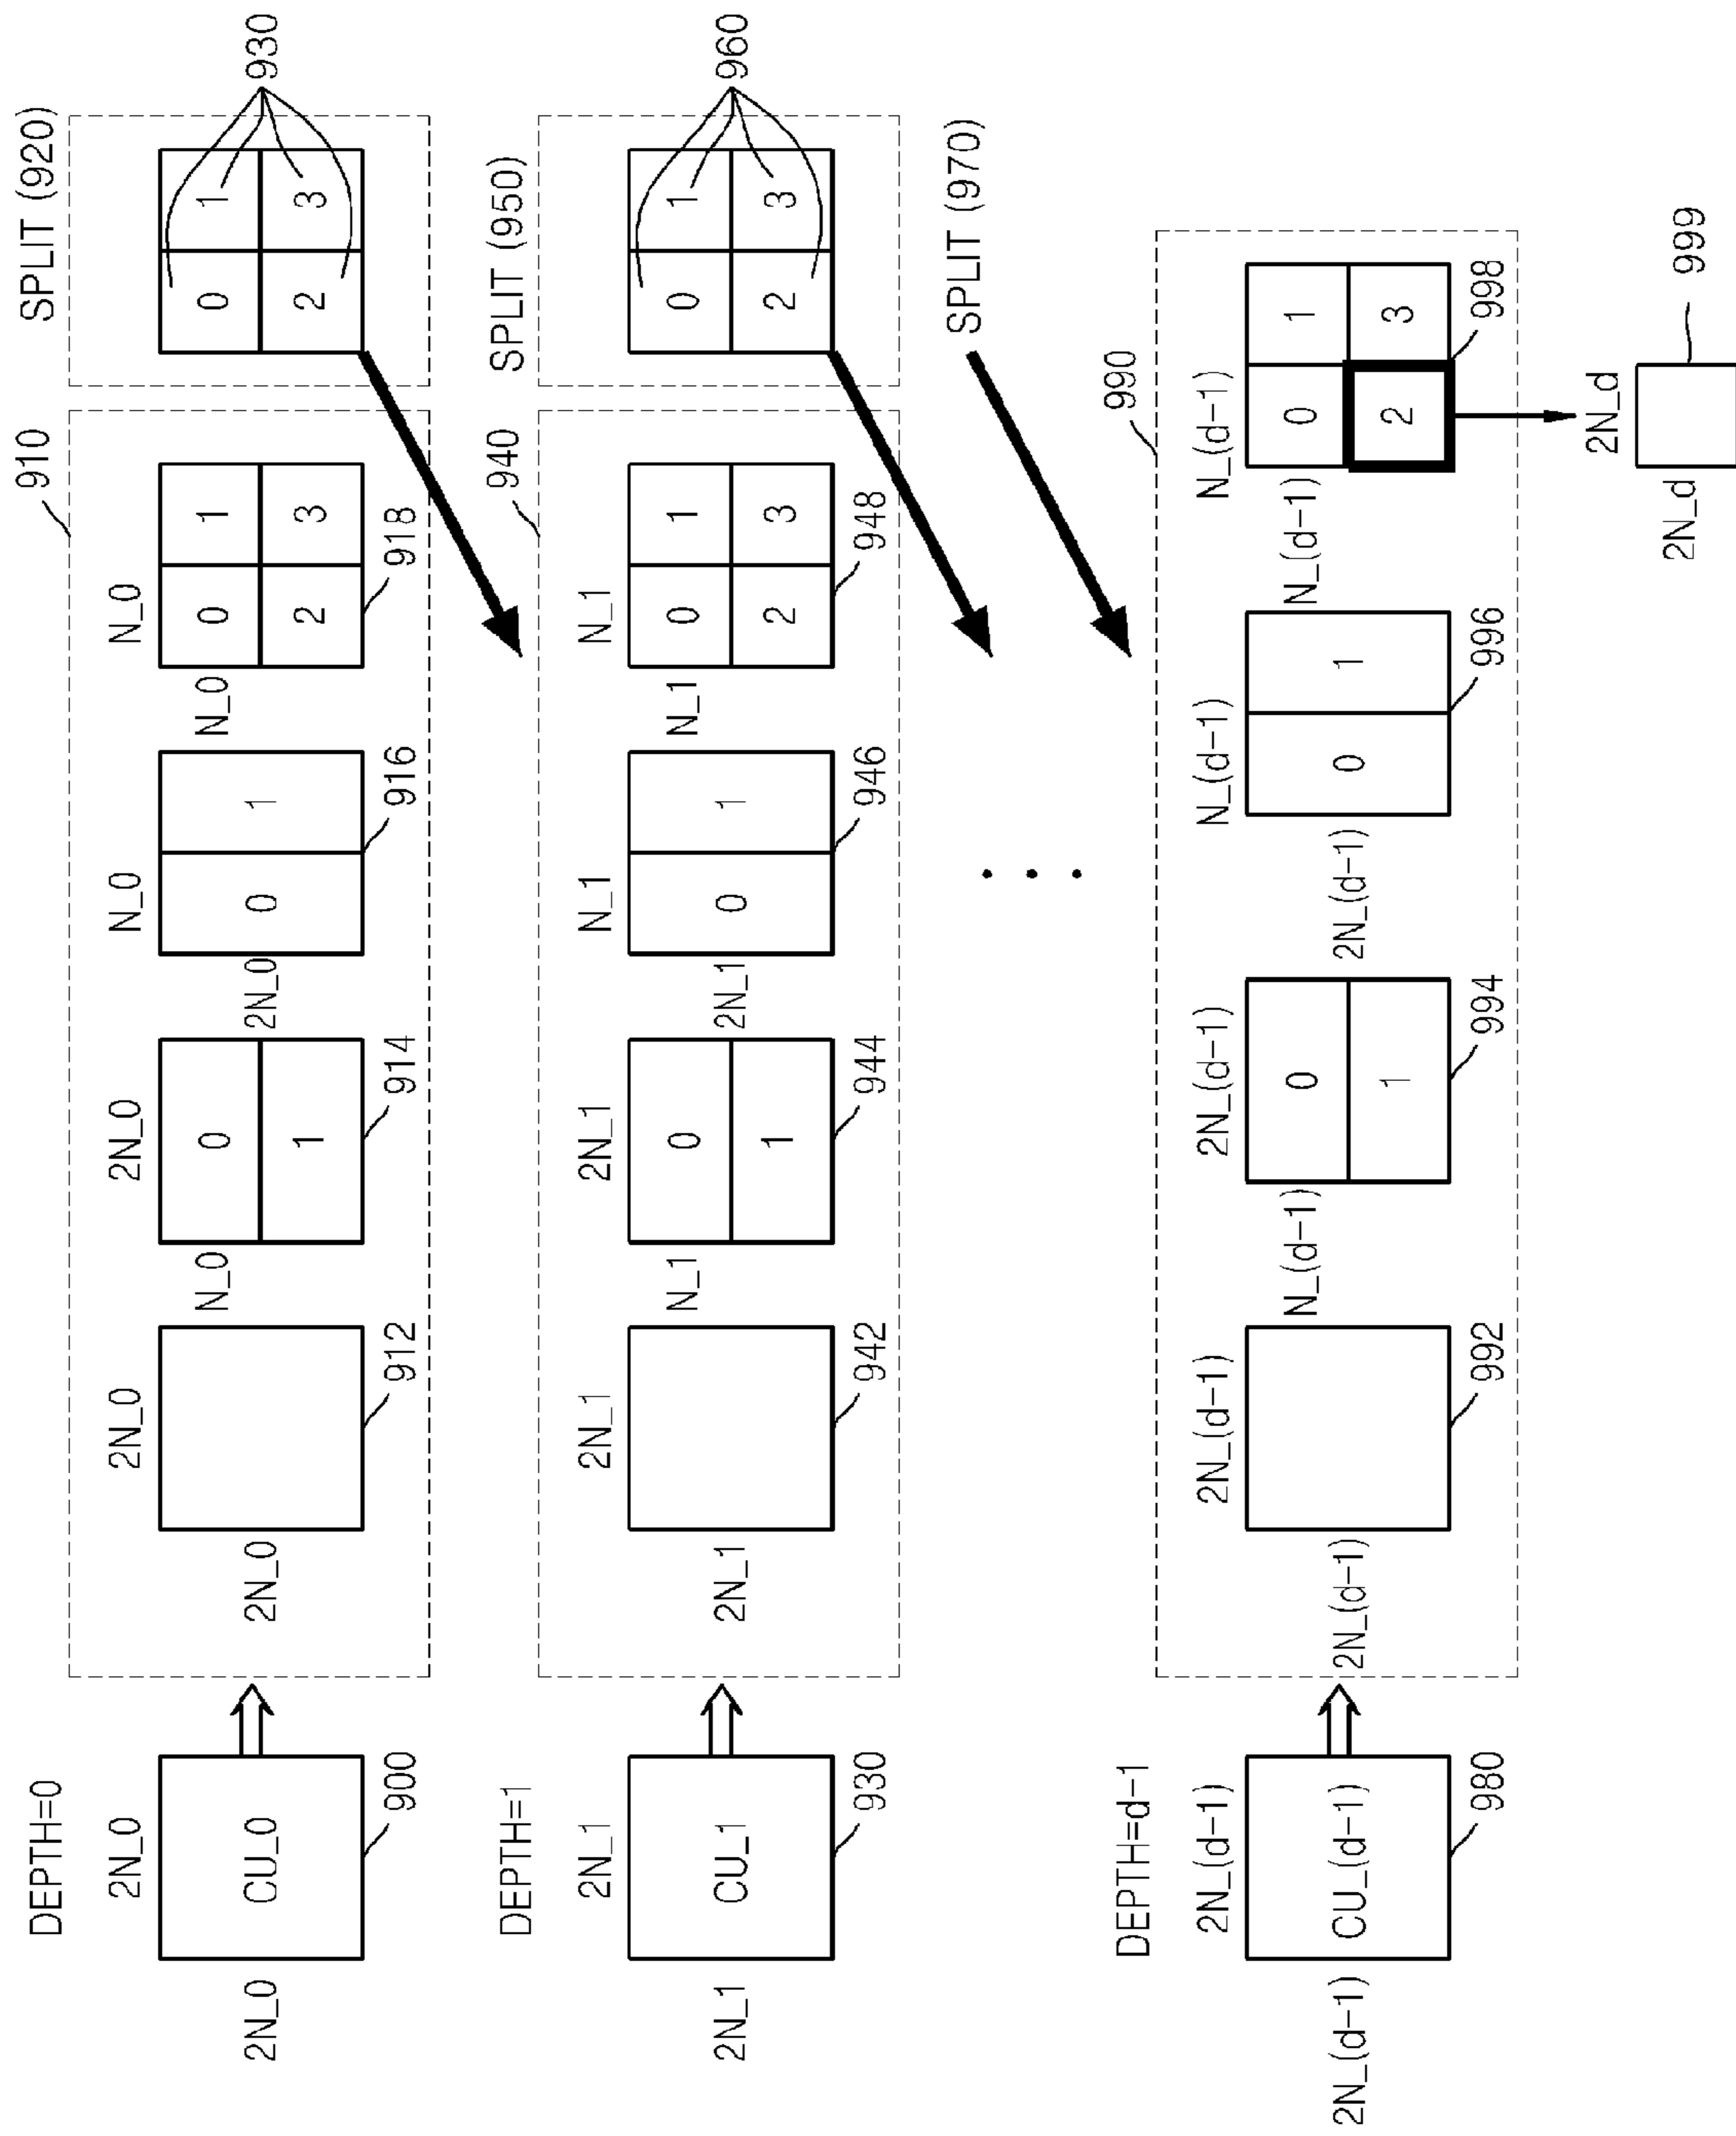 DEPTH=0
2N_0
2N_0
CU_0
900
910
2N_0
2N_0
912
2N_0
N_0
0
1
914
N_0
2N_0
0
1
916
N_0
N_0
0
1
2
3
918
SPLIT (920)
0
1
2
3
930
DEPTH=1
2N_1
2N_1
CU_1
930
940
2N_1
2N_1
942
2N_1
N_1
0
1
944
N_1
2N_1
0
1
946
N_1
N_1
0
1
2
3
948
SPLIT (950)
0
1
2
3
960
SPLIT (970)
DEPTH=d-1
2N_(d-1)
2N_(d-1)
CU_(d-1)
980
990
2N_(d-1)
2N_(d-1)
992
2N_(d-1)
N_(d-1)
0
1
994
N_(d-1)
2N_(d-1)
0
1
996
N_(d-1)
N_(d-1)
0
1
2
3
998
2N_d
2N_d
999